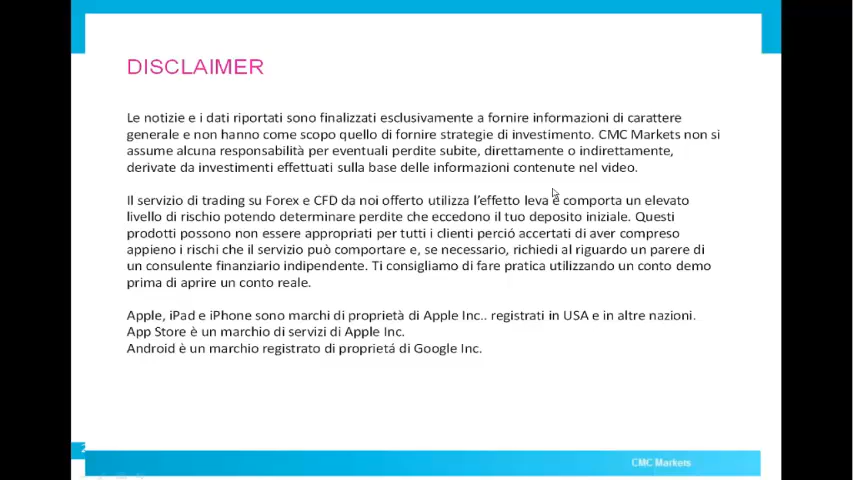 DISCLAIMER
Le notizie e i dati riportati sono finalizzati esclusivamente a fornire informazioni di carattere
generale e non hanno come scopo quello di fornire strategie di investimento. CMC Markets non si
assume alcuna responsabilità per eventuali perdite subite, direttamente o indirettamente,
derivate da investimenti effettuati sulla base delle informazioni contenute nel video.
Il servizio di trading su Forex e CFD da noi offerto utilizza l'effetto leva e comporta un elevato
livello di rischio potendo determinare perdite che eccedono il tuo deposito iniziale. Questi
prodotti possono non essere appropriati per tutti i clienti perció accertati di aver compreso
appieno i rischi che il servizio può comportare e, se necessario, richiedi al riguardo un parere di
un consulente finanziario indipendente. Ti consigliamo di fare pratica utilizzando un conto demo
prima di aprire un conto reale.
Apple, iPad e iPhone sono marchi di proprietà di Apple Inc.. registrati in USA e in altre nazioni.
App Store è un marchio di servizi di Apple Inc.
Android è un marchio registrato di proprietá di Google Inc.
CMC Markets